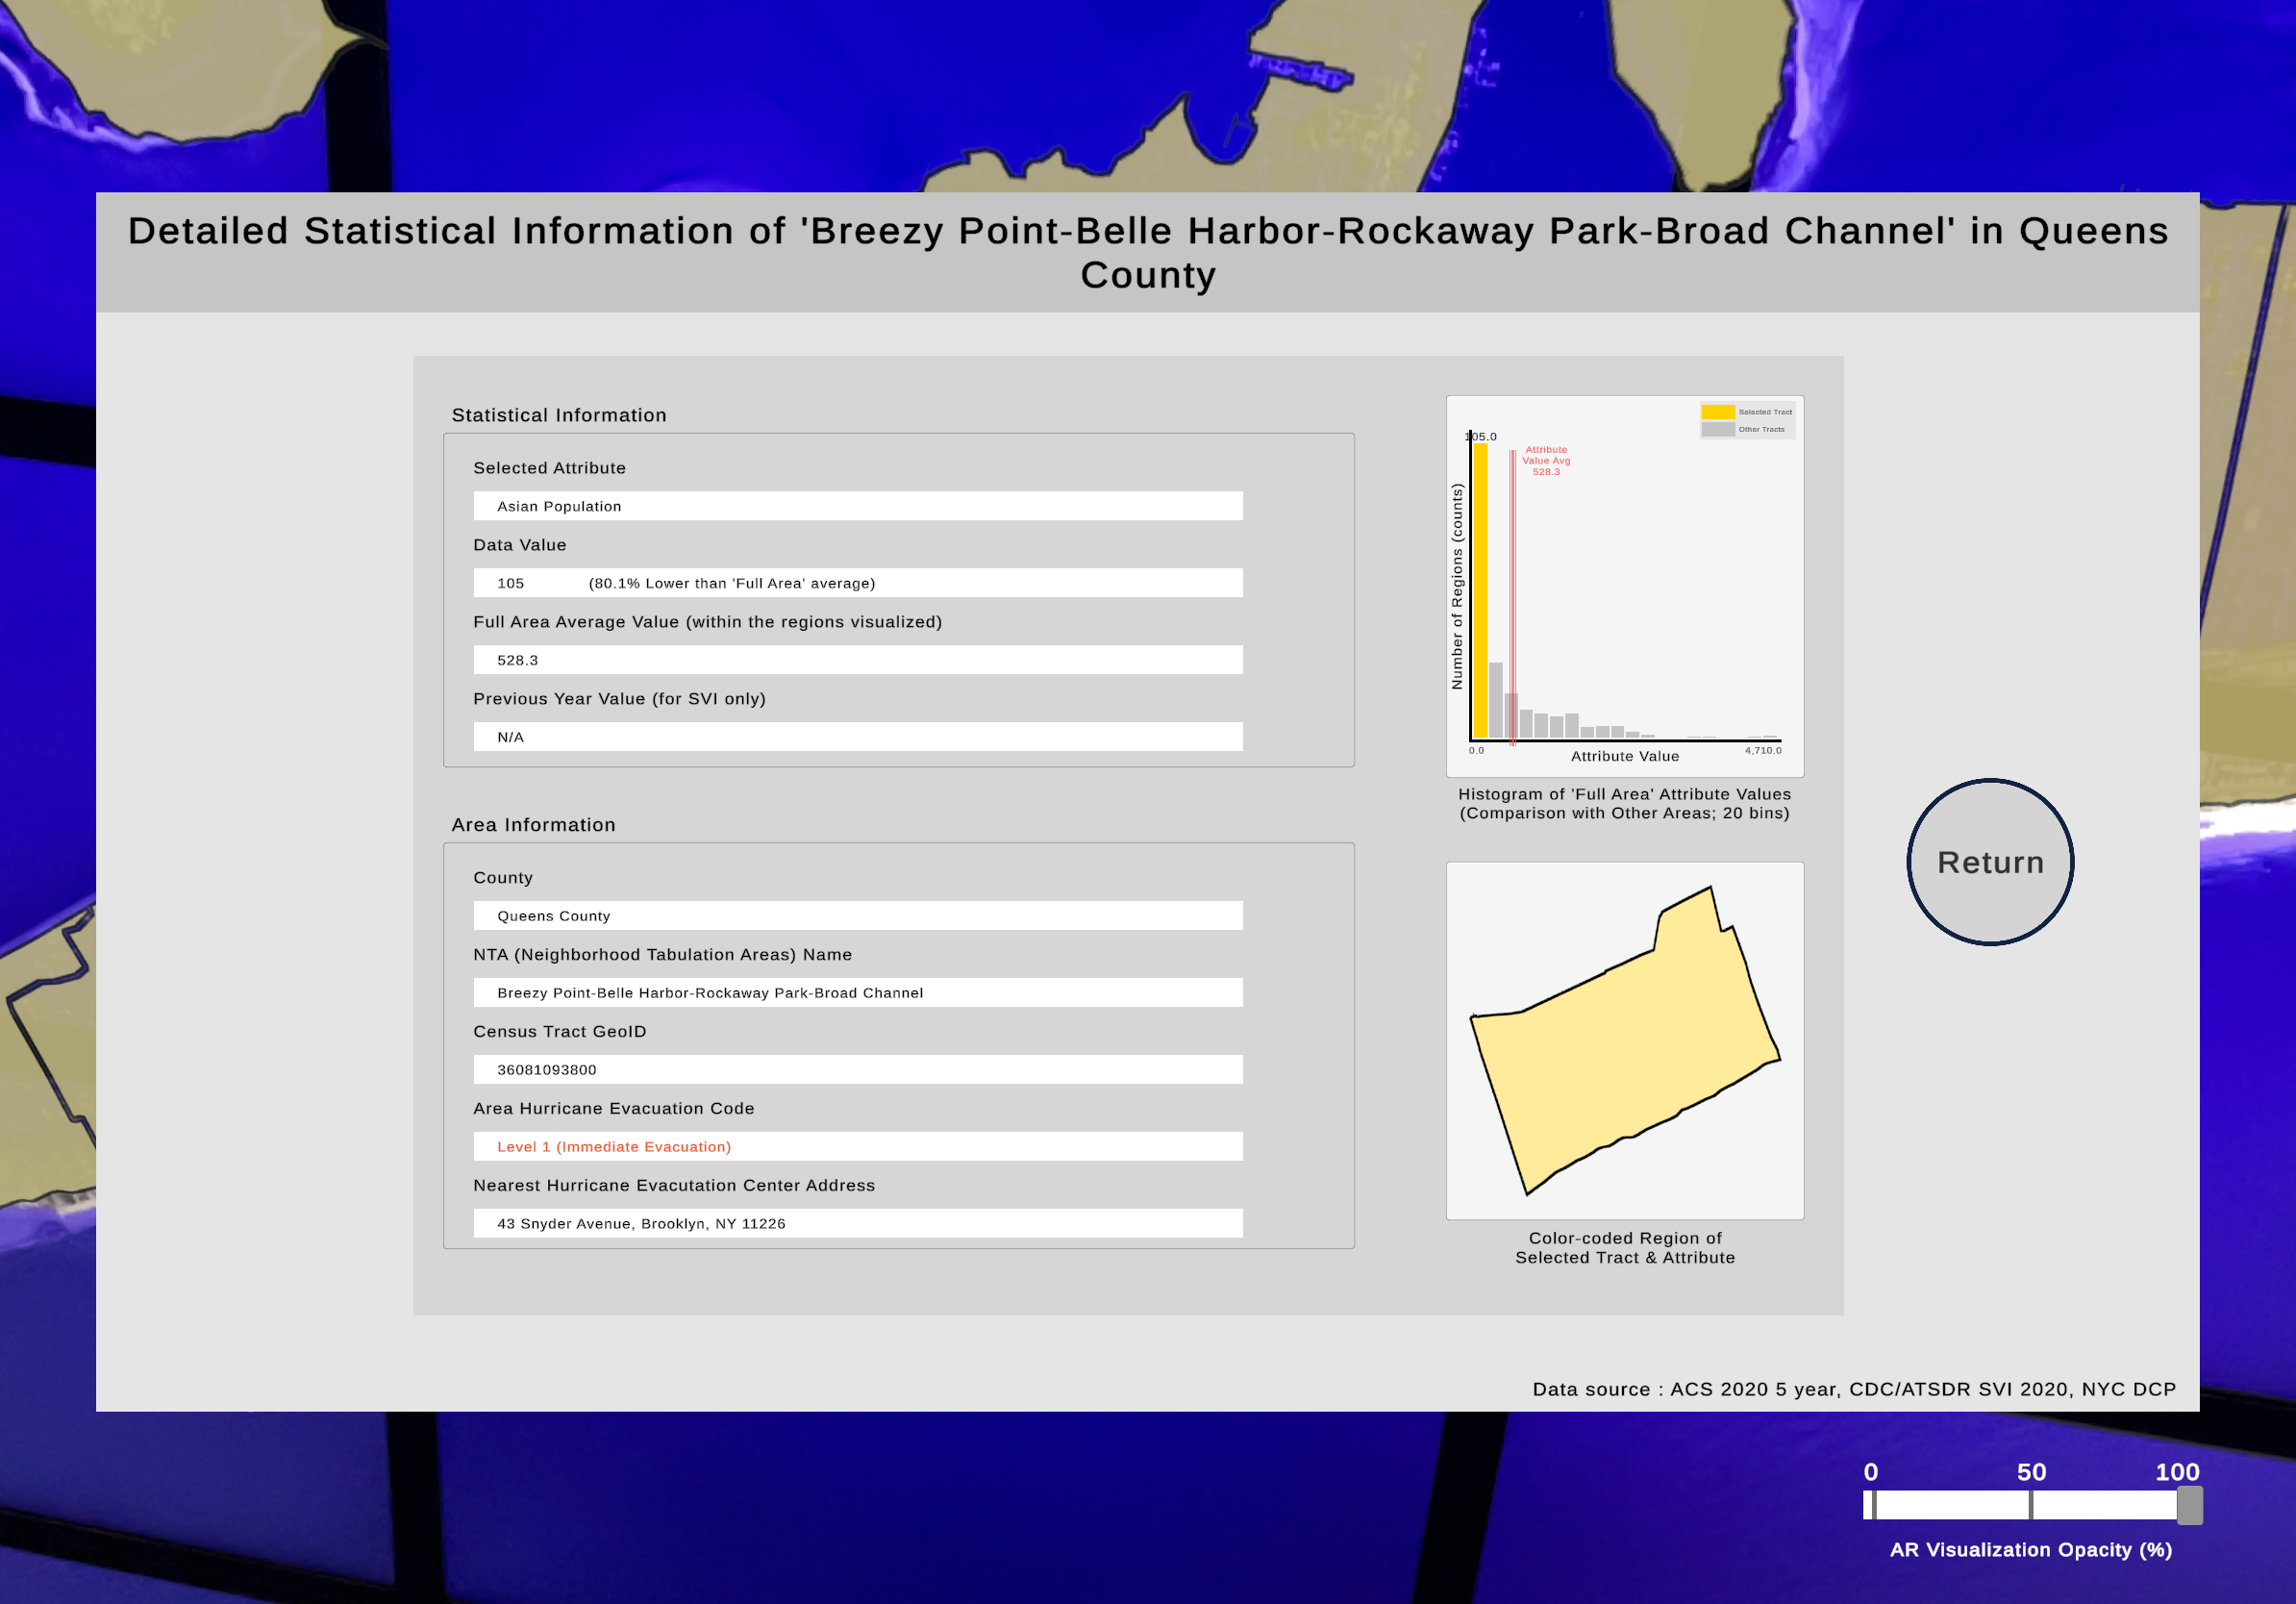 Detailed Statistical Information of 'Breezy Point-Belle Harbor-Rockaway Park-Broad Channel' in Queens
County
Statistical Information
Selected Attribute
Asian Population
Data Value
105 (80.1% Lower than 'Full Area' average)
Full Area Average Value (within the regions visualized)
528.3
Previous Year Value (for SVI only)
N/A
Area Information
County
Queens County
NTA (Neighborhood Tabulation Areas) Name
Breezy Point-Belle Harbor-Rockaway Park-Broad Channel
Census Tract GeoID
36081093800
Area Hurricane Evacuation Code
Level 1 (Immediate Evacuation)
Nearest Hurricane Evacutation Center Address
43 Snyder Avenue, Brooklyn, NY 11226
Selected Tract
Other Tracts
105.0
Attribute
Value Avg
528.3
Number of Regions (counts)
0.0
4,710.0
Attribute Value
Histogram of 'Full Area' Attribute Values
(Comparison with Other Areas; 20 bins)
Color-coded Region of
Selected Tract & Attribute
Return
Data source : ACS 2020 5 year, CDC/ATSDR SVI 2020, NYC DCP
0 50 100
AR Visualization Opacity (%)